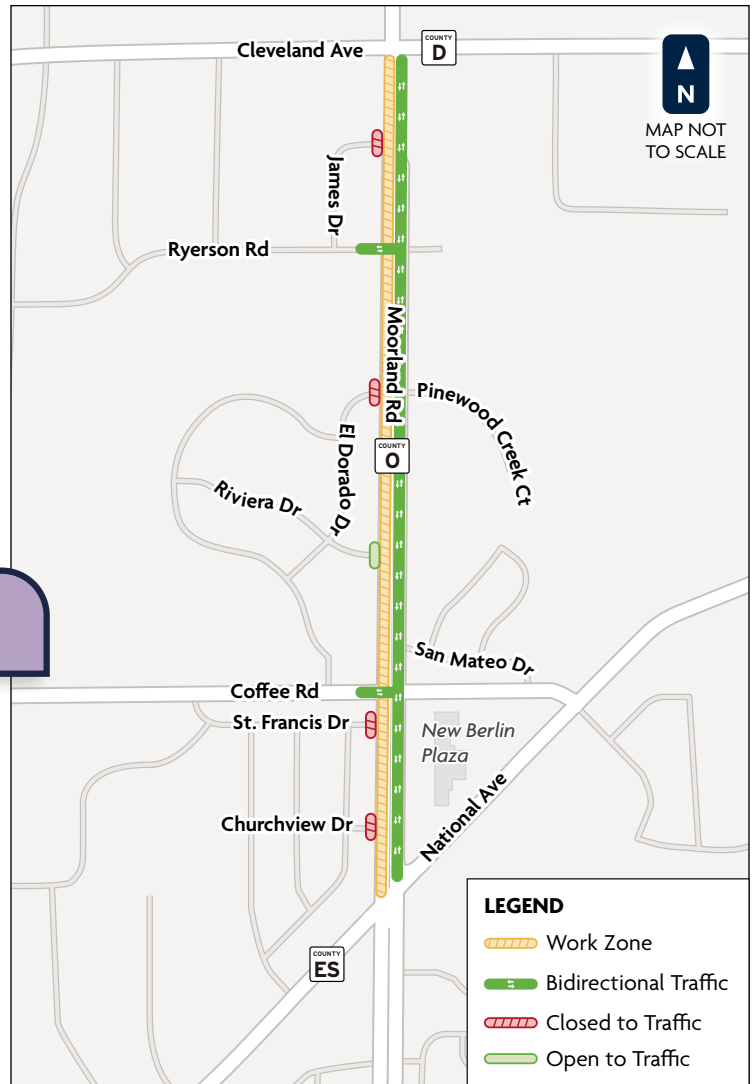 Cleveland Ave
COUNTY
D
N
MAP NOT
TO SCALE
James Dr
Ryerson Rd
Moorland Rd
Pinewood Creek Ct
El Dorado Dr
COUNTY
O
Riviera Dr
San Mateo Dr
Coffee Rd
St. Francis Dr
New Berlin
Plaza
Churchview Dr
National Ave
COUNTY
ES
LEGEND
Work Zone
Bidirectional Traffic
Closed to Traffic
Open to Traffic